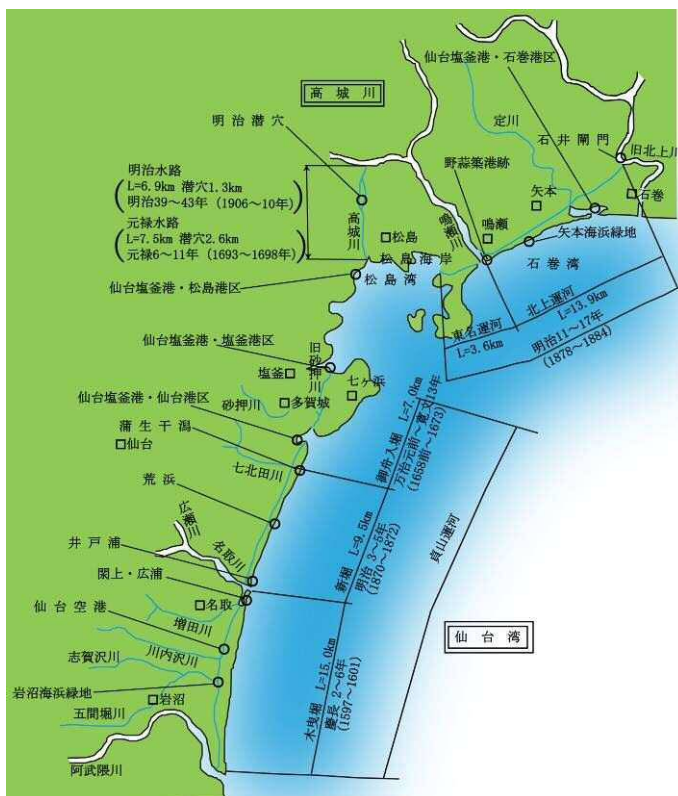 仙台塩釜港・石巻港区
高城川
定川
明治潜穴
石井閘門
旧北上川
野蒜築港跡
明治水路
L=6.9km 潜穴1.3km
明治39～43年（1906～10年）
石巻
矢本
高城川
鳴瀬川
鳴瀬
元禄水路
L=7.5km 潜穴2.6km
元禄6～11年（1693～1698年）
松島
矢本海浜緑地
松島海岸
石巻湾
松島湾
仙台塩釜港・松島港区
北上運河
L=13.9km
東名運河
L=3.6km
明治11～17年
(1878～1884)
仙台塩釜港・塩釜港区
旧砂押川
塩釜
七ヶ浜
仙台塩釜港・仙台港区
多賀城
砂押川
蒲生干潟
仙台
御舟入堀 L=7.0km
万治元前～寛文13年
(1658前～1673)
七北田川
荒浜
広瀬川
貞山運河
新堀 L=9.5km
明治 3～5年
(1870～1872)
井戸浦
名取川
閖上・広浦
名取
仙台空港
増田川
仙台湾
川内沢川
志賀沢川
岩沼海浜緑地
岩沼
木曳堀 L=15.0km
慶長 2～6年
(1597～1601)
五間堀川
阿武隈川